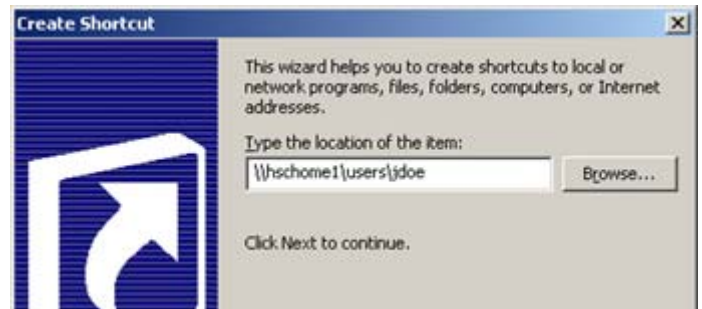 Create Shortcut
This wizard helps you to create shortcuts to local or
network programs, files, folders, computers, or Internet
addresses.
Type the location of the item:
\\hschome1\users\jdoe
Browse...
Click Next to continue.